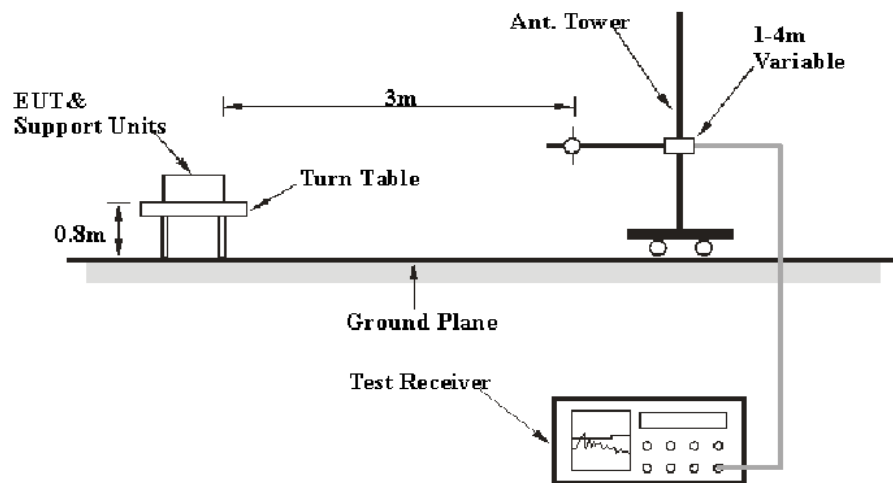 Ant. Tower
1-4m
Variable
3m
EUT&
Support Units
Turn Table
0.8m
Ground Plane
Test Receiver